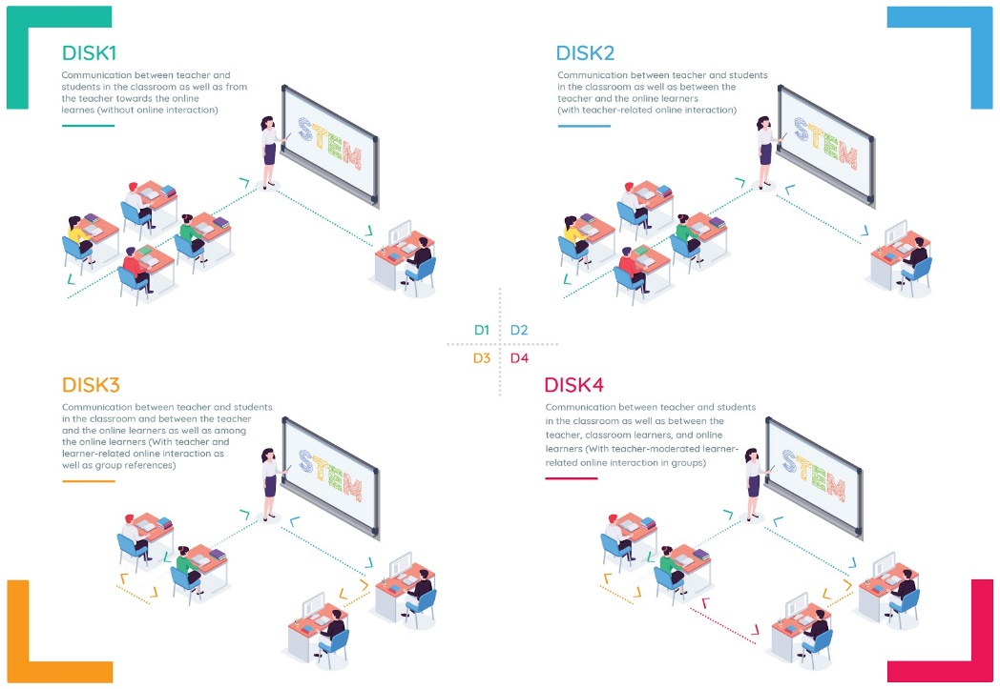 DISK1
Communication between teacher and
students in the classroom as well as from
the teacher towards the online
learnes (without online interaction)
STEM
DISK2
Communication between teacher and students
in the classroom as well as between the
teacher and the online learners
(with teacher-related online interaction)
STEM
D1
D2
D3
D4
DISK3
Communication between teacher and students
in the classroom and between the teacher
and the online learners as well as among
the online learners (With teacher and
learner-related online interaction as
well as group references)
STEM
DISK4
Communication between teacher and students
in the classroom as well as between the
teacher, classroom learners, and online
learners (With teacher-moderated learner-
related online interaction in groups)
STEM